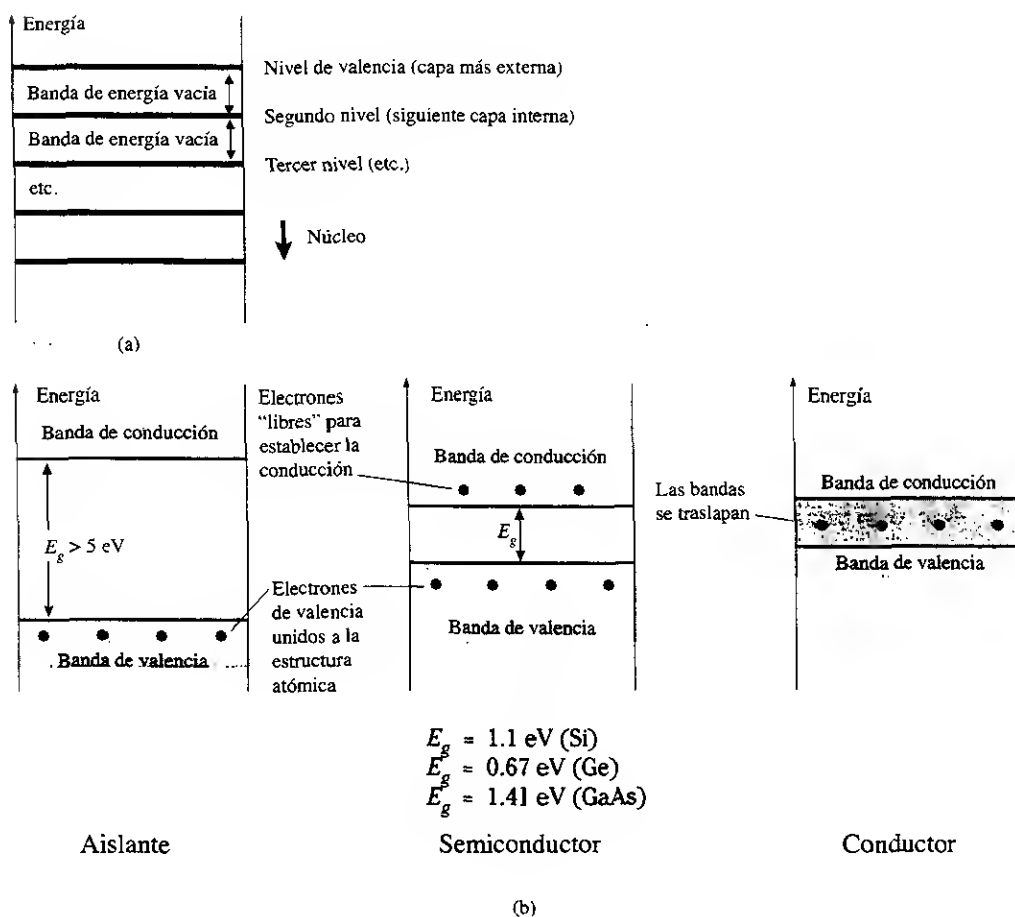 Energía
Nivel de valencia (capa más externa)
Banda de energía vacía
Segundo nivel (siguiente capa interna)
Banda de energía vacía
Tercer nivel (etc.)
etc.
Núcleo
(a)
Energía
Banda de conducción
E_g > 5 eV
Banda de valencia
Electrones
"libres" para
establecer la
conducción
Electrones
de valencia
unidos a la
estructura
atómica
Energía
Banda de conducción
E_g
Banda de valencia
Las bandas
se traslapan
Energía
Banda de conducción
Banda de valencia
E_g = 1.1 eV (Si)
E_g = 0.67 eV (Ge)
E_g = 1.41 eV (GaAs)
Aislante
Semiconductor
Conductor
(b)